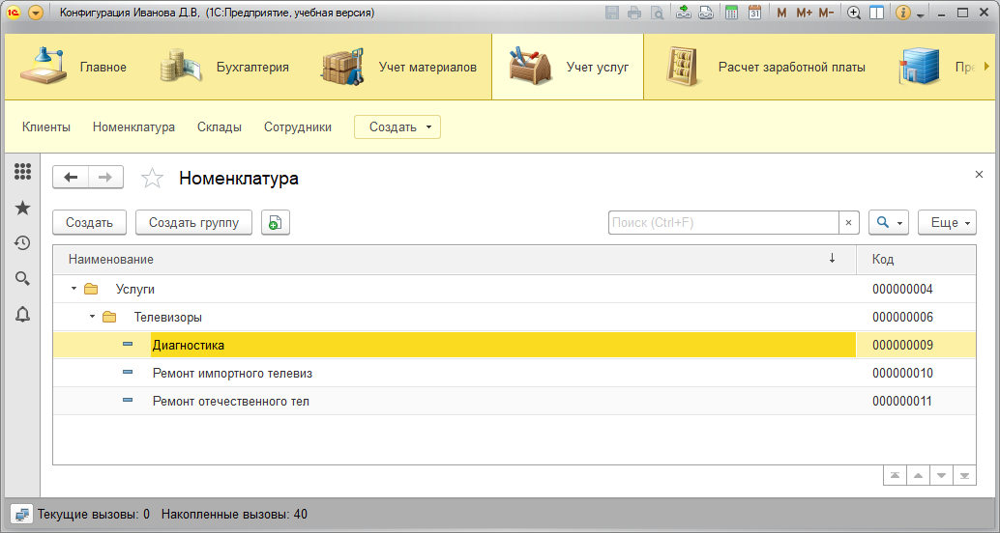 Конфигурация Иванова Д.В, (1С:Предприятие, учебная версия)
31 M M+ M-
Главное Бухгалтерия Учет материалов Учет услуг Расчет заработной платы
Клиенты Номенклатура Склады Сотрудники Создать
Номенклатура
Создать Создать группу Поиск (Ctrl+F) Еще
Наименование Код
Услуги 000000004
Телевизоры 000000006
Диагностика 000000009
Ремонт импортного телевиз 000000010
Ремонт отечественного тел 000000011
Текущие вызовы: 0 Накопленные вызовы: 40